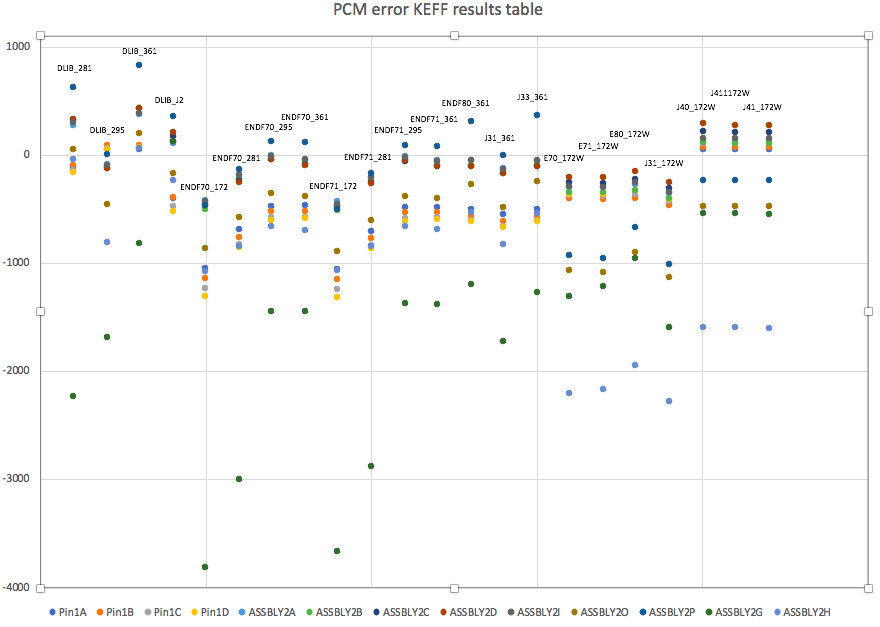 PCM error KEFF results table
1000
DLIB_361
DLIB_281
J411172W
ENDF80_361
J33_361
DLIB_J2
J40_172W
J41_172W
ENDF70_361
ENDF71_361
ENDF70_295
DLIB_295
ENDF71_295
E80_172W
J31_361
E71_172W
0
ENDF70_281
ENDF71_281
E70_172W
J31_172W
ENDF70_172
ENDF71_172
-1000
-2000
-3000
-4000
Pin1A Pin1B Pin1C Pin1D ASSBLY2A ASSBLY2B ASSBLY2C ASSBLY2D ASSBLY2I ASSBLY2O ASSBLY2P ASSBLY2G ASSBLY2H